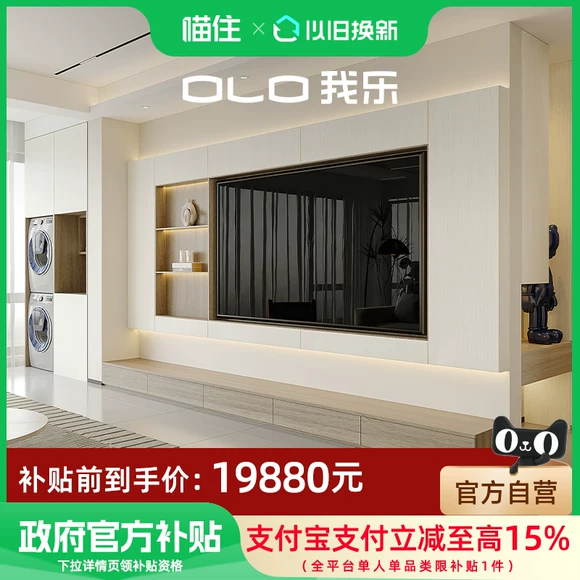 喵住 × 以旧换新
OLO 我乐
补贴前到手价：19880元
官方自营
政府官方补贴
下拉详情页领补贴资格
支付宝支付立减至高15%
（全平台单人单品类限补贴1件）